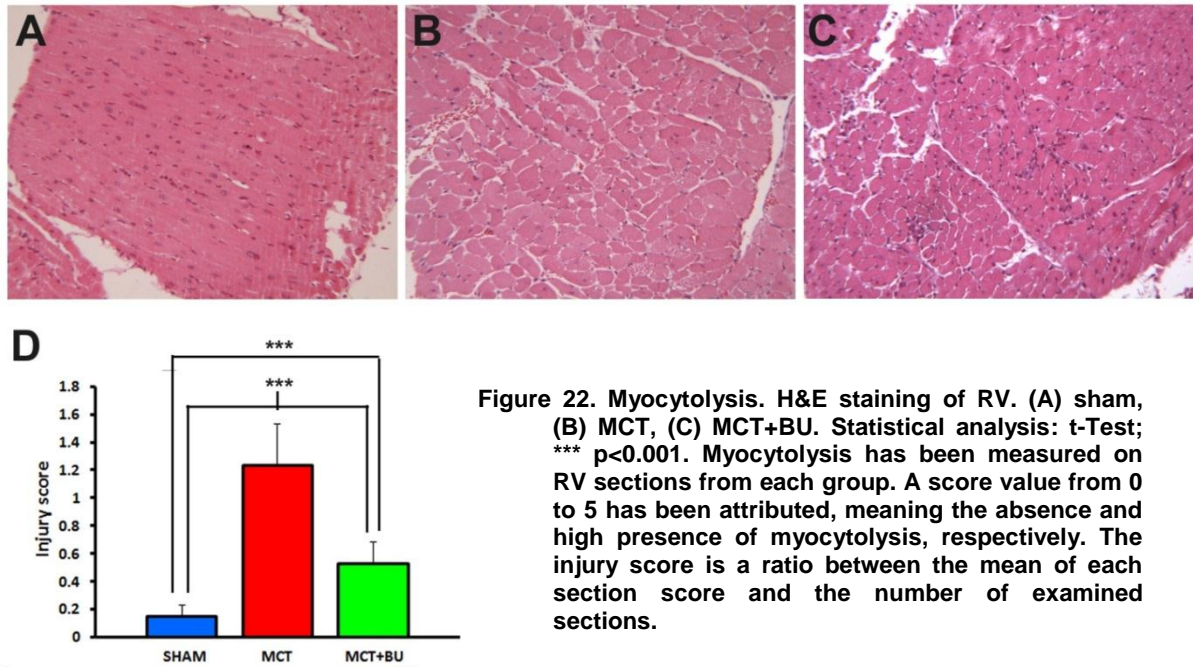 A
B
C
D
***
***
Injury score
1.8
1.6
1.4
1.2
1
0.8
0.6
0.4
0.2
0
SHAM MCT MCT+BU
Figure 22. Myocytolysis. H&E staining of RV. (A) sham,
(B) MCT, (C) MCT+BU. Statistical analysis: t-Test;
*** p<0.001. Myocytolysis has been measured on
RV sections from each group. A score value from 0
to 5 has been attributed, meaning the absence and
high presence of myocytolysis, respectively. The
injury score is a ratio between the mean of each
section score and the number of examined
sections.